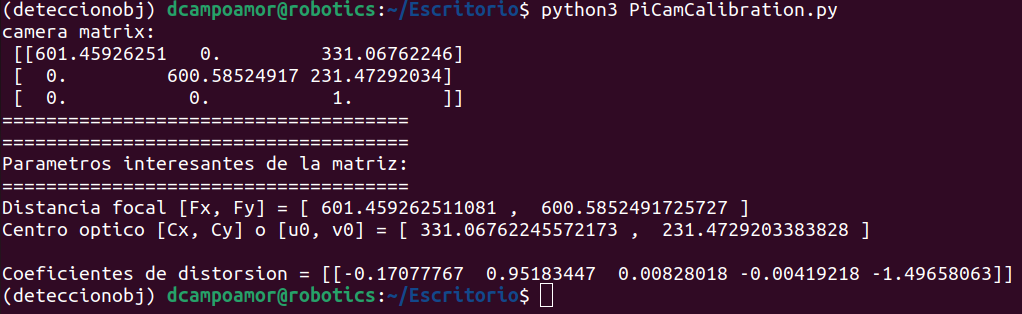 (deteccionobj) dcampoamor@robotics:~/Escritorio$ python3 PiCamCalibration.py
camera matrix:
 [[601.45926251   0.         331.06762246]
 [  0.         600.58524917 231.47292034]
 [  0.           0.           1.        ]]
=====================================
=====================================
Parametros interesantes de la matriz:
=====================================
Distancia focal [Fx, Fy] = [ 601.459262511081 ,  600.5852491725727 ]
Centro optico [Cx, Cy] o [u0, v0] = [ 331.06762245572173 ,  231.4729203383828 ]

Coeficientes de distorsion = [[-0.17077767  0.95183447  0.00828018 -0.00419218 -1.49658063]]
(deteccionobj) dcampoamor@robotics:~/Escritorio$